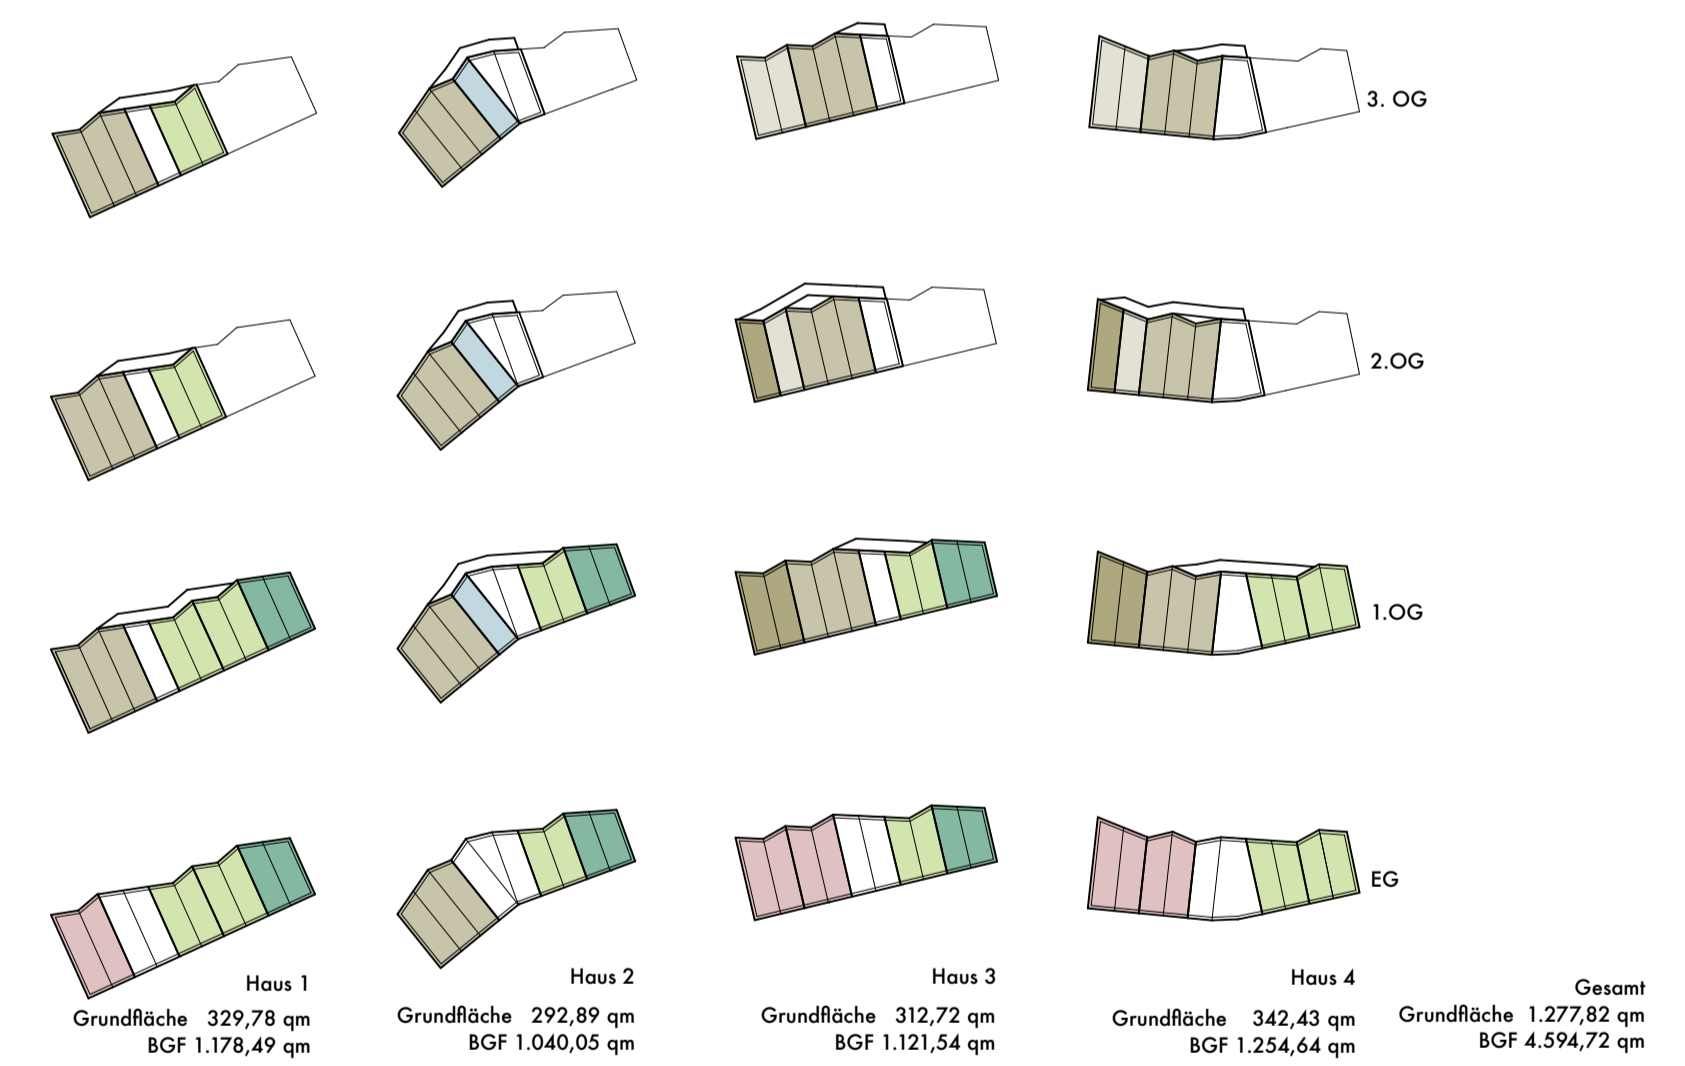 3. OG
2.OG
1.OG
EG
Haus 1
Grundfläche 329,78 qm
BGF 1.178,49 qm
Haus 2
Grundfläche 292,89 qm
BGF 1.040,05 qm
Haus 3
Grundfläche 312,72 qm
BGF 1.121,54 qm
Haus 4
Grundfläche 342,43 qm
BGF 1.254,64 qm
Gesamt
Grundfläche 1.277,82 qm
BGF 4.594,72 qm